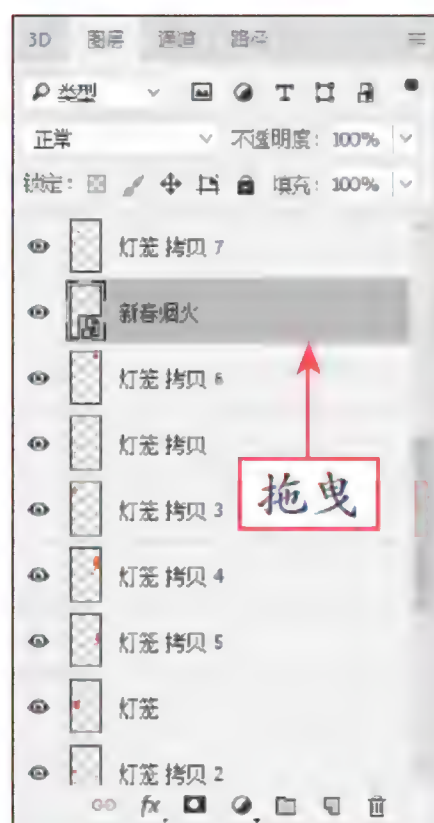 3D 图层 通道 路径
类型
正常 不透明度: 100%
锁定: 填充: 100%
灯笼 拷贝 7
新春烟火
灯笼 拷贝 6
灯笼 拷贝
拖曳
灯笼 拷贝 3
灯笼 拷贝 4
灯笼 拷贝 5
灯笼
灯笼 拷贝 2
fx